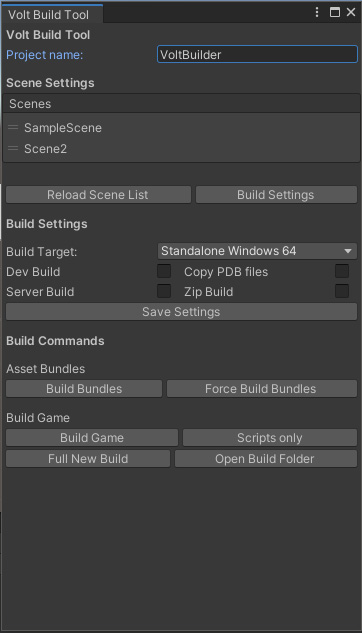 Volt Build Tool
Volt Build Tool
Project name: VoltBuilder
Scene Settings
Scenes
SampleScene
Scene2
Reload Scene List Build Settings
Build Settings
Build Target: Standalone Windows 64
Dev Build Copy PDB files
Server Build Zip Build
Save Settings
Build Commands
Asset Bundles
Build Bundles Force Build Bundles
Build Game
Build Game Scripts only
Full New Build Open Build Folder